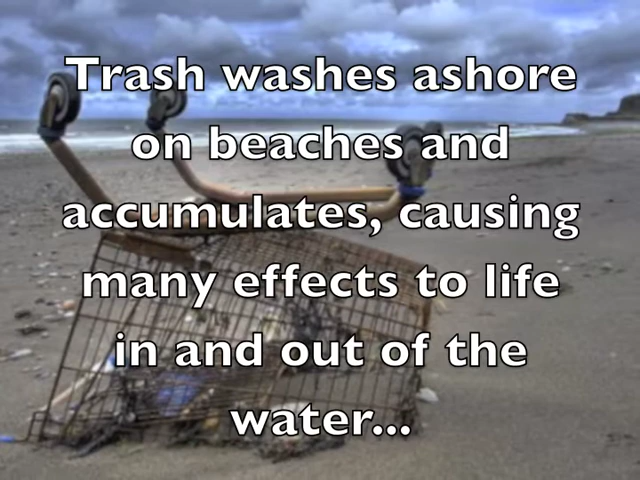 Trash washes ashore
on beaches and
accumulates, causing
many effects to life
in and out of the
water...